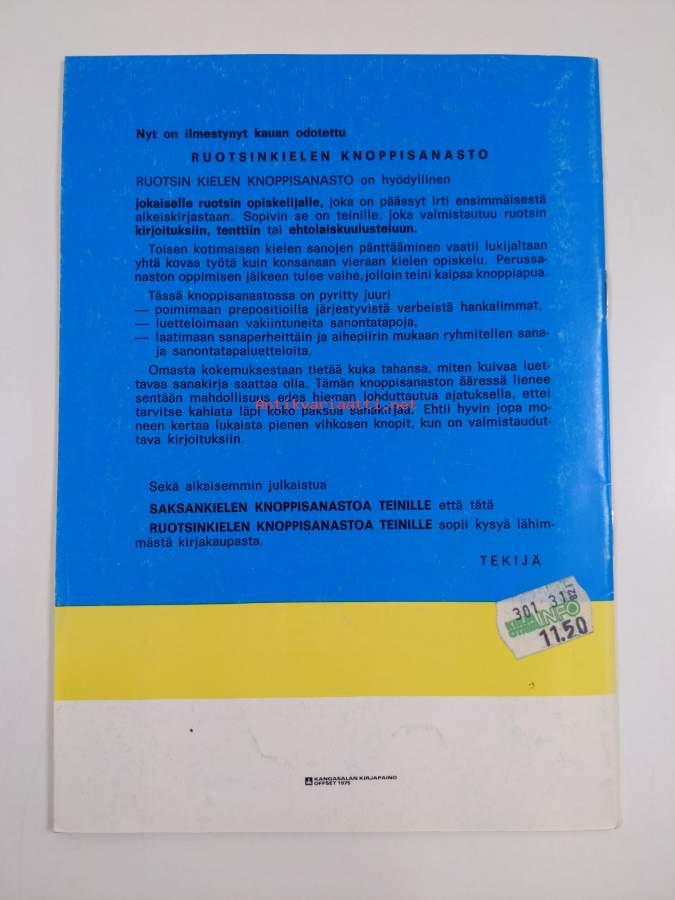 Nyt on ilmestynyt kauan odotettu
RUOTSINKIELEN KNOPPISANASTO
RUOTSIN KIELEN KNOPPISANASTO on hyödyllinen
jokaiselle ruotsin opiskelijalle, joka on päässyt irti ensimmäisestä
alkeiskirjastaan. Sopivin se on teinille, joka valmistautuu ruotsin
kirjoituksiin, tenttiin tai ehtolaiskuulusteluun.
Toisen kotimaisen kielen sanojen pänttääminen vaatii lukijaltaan
yhtä kovaa työtä kuin konsanaan vieraan kielen opiskelu. Perussa-
naston oppimisen jälkeen tulee vaihe, jolloin teini kaipaa knoppiapua.
Tässä knoppisanastossa on pyritty juuri
— poimimaan prepositioilla järjestyvistä verbeistä hankalimmat,
— luetteloimaan vakiintuneita sanontatapoja,
— laatimaan sanaperheittäin ja aihepiirin mukaan ryhmitellen sana-
ja sanontatapaluetteloita.
Omasta kokemuksestaan tietää kuka tahansa, miten kuivaa luet-
tavaa sanakirja saattaa olla. Tämän knoppisanaston ääressä lienee
sentään mahdollisuus edes hieman lohduttautua ajatuksella, ettei
Antikvariaatti.net
tarvitse kahlata läpi koko paksua sanakirjaa. Ehtii hyvin jopa mo-
neen kertaa lukaista pienen vihkosen knopit, kun on valmistaudut-
tava kirjoituksiin.
Sekä aikaisemmin julkaistua
SAKSANKIELEN KNOPPISANASTOA TEINILLE että tätä
RUOTSINKIELEN KNOPPISANASTOA TEINILLE sopii kysyä lähim-
mästä kirjakaupasta.
TEKIJÄ
301 31
INFO
11.50
KANGASALAN KIRJAPAINO
OFFSET 1975